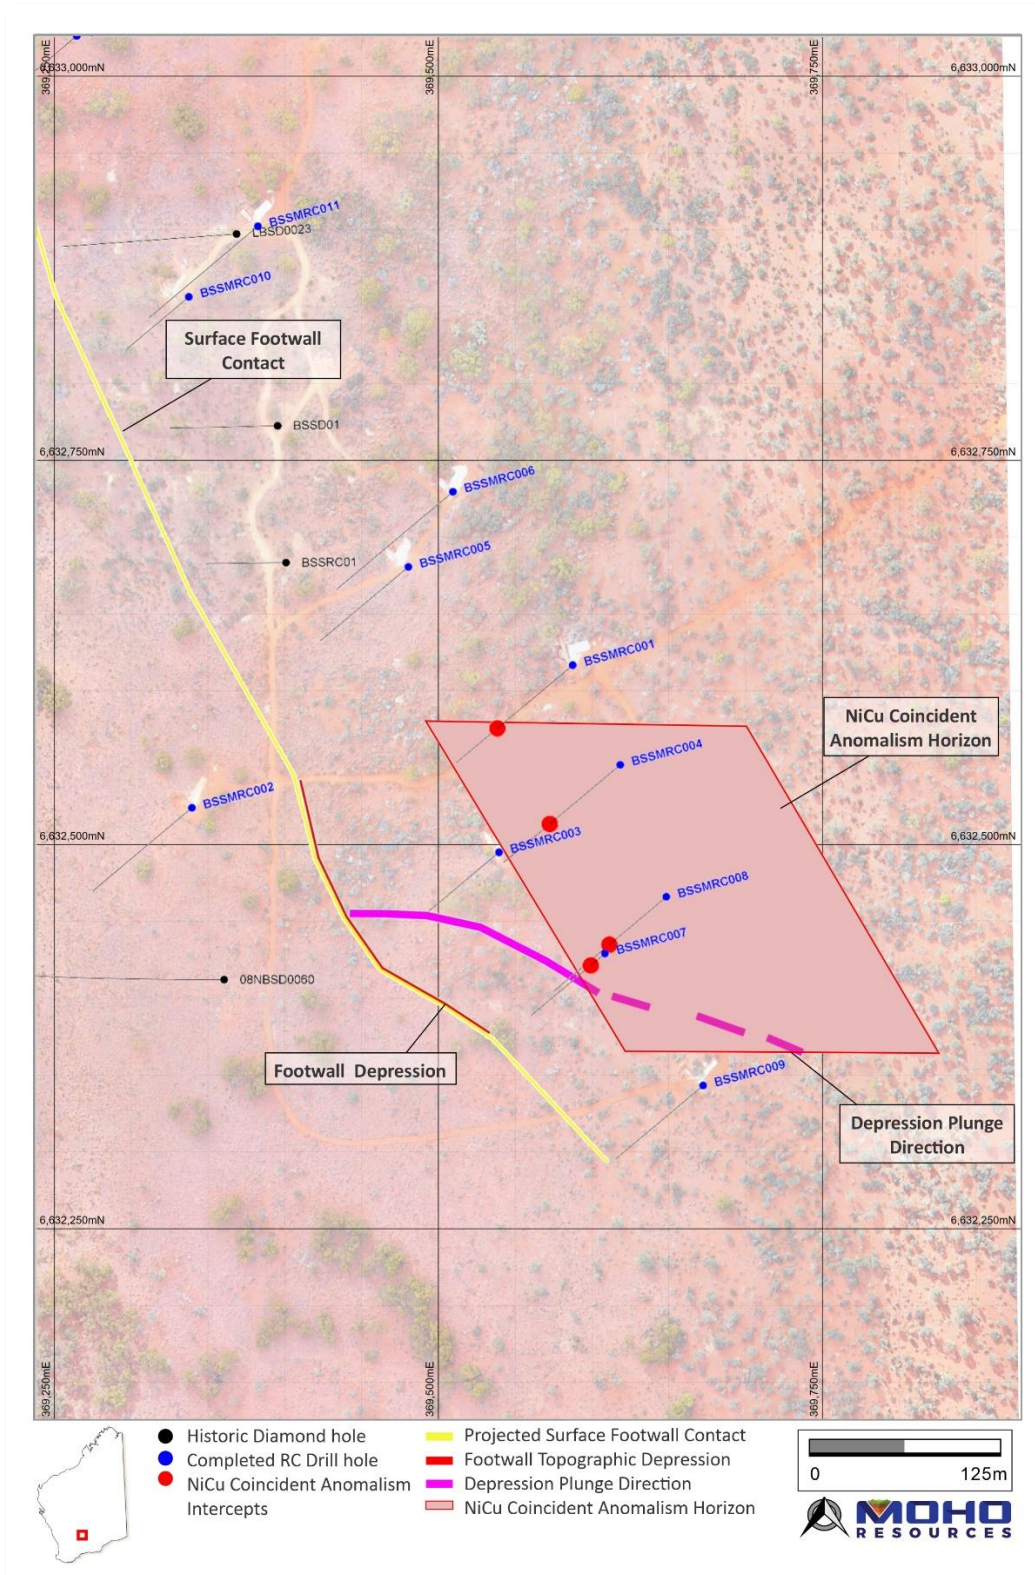 369,250mE
369,500mE
369,750mE
6,633,000mN
6,633,000mN
BSSMRC011
LBSD0023
BSSMRC010
Surface Footwall
Contact
BSSD01
6,632,750mN
6,632,750mN
BSSMRC006
BSSMRC005
BSSRC01
BSSMRC001
NiCu Coincident
Anomalism Horizon
BSSMRC004
BSSMRC002
BSSMRC003
6,632,500mN
6,632,500mN
BSSMRC008
BSSMRC007
08NBSD0060
Footwall Depression
BSSMRC009
Depression Plunge
Direction
6,632,250mN
6,632,250mN
369,250mE
369,500mE
369,750mE
Historic Diamond hole
Completed RC Drill hole
NiCu Coincident Anomalism
Intercepts
Projected Surface Footwall Contact
Footwall Topographic Depression
Depression Plunge Direction
NiCu Coincident Anomalism Horizon
0 125m
MOHO
RESOURCES